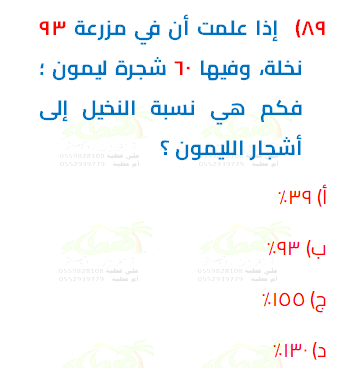 ٨٩) إذا علمت أن في مزرعة ٩٣
نخلة، وفيها ٦٠ شجرة ليمون ؛
فكم هي نسبة النخيل إلى
أشجار الليمون ؟
أ) ٣٩٪
ب) ٩٣٪
ج) ١٥٥٪
د) ١٣٠٪